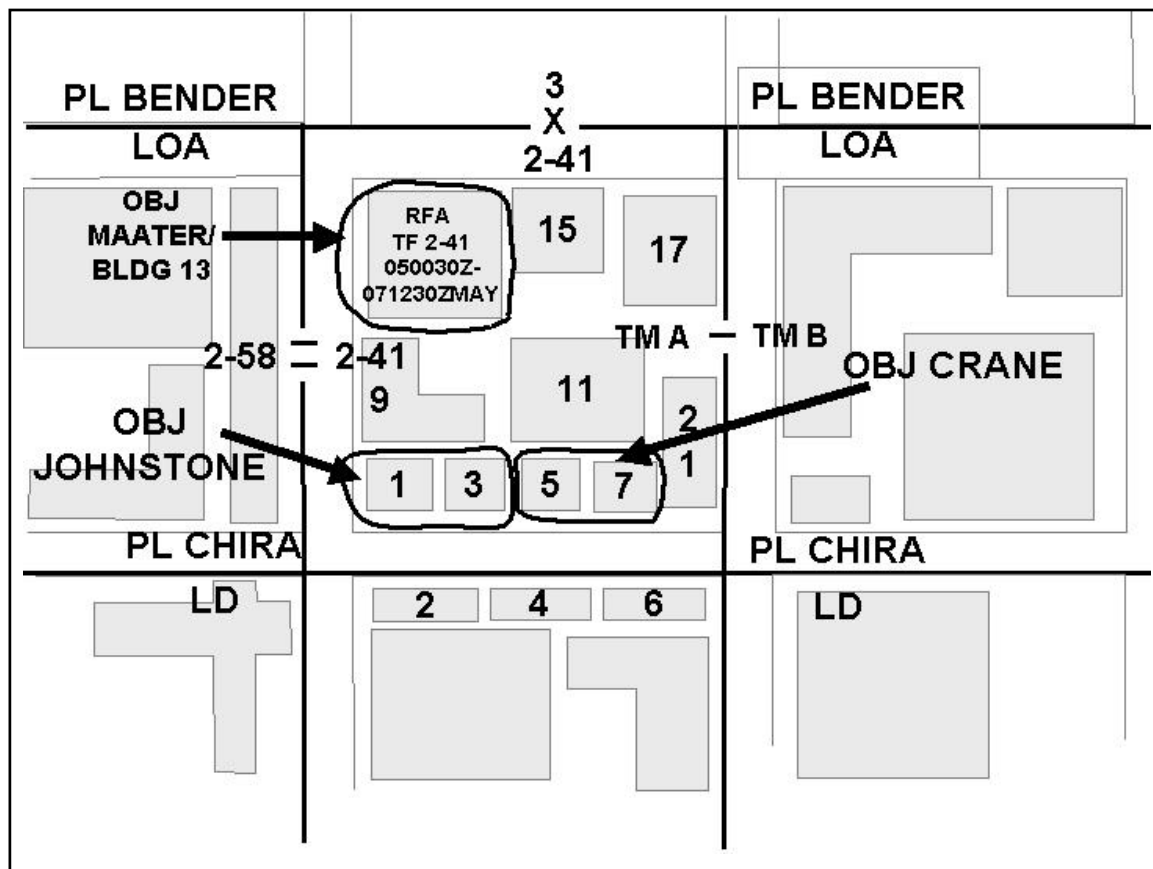 3
X
2-41
PL BENDER
PL BENDER
LOA
LOA
OBJ
MAATER/
BLDG 13
RFA
TF 2-41
050030Z-
071230ZMAY
15
17
2-58
2-41
TM A
TM B
9
11
2
1
OBJ CRANE
OBJ
JOHNSTONE
1
3
5
7
PL CHIRA
PL CHIRA
LD
2
4
6
LD